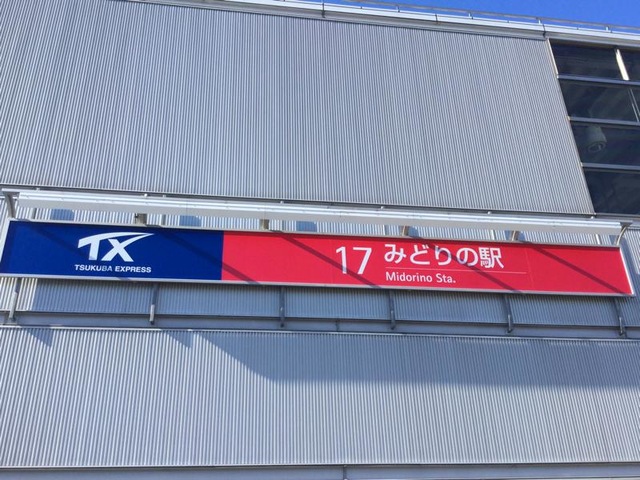 TX
TSUKUBA EXPRESS
17 みどりの駅
Midorino Sta.